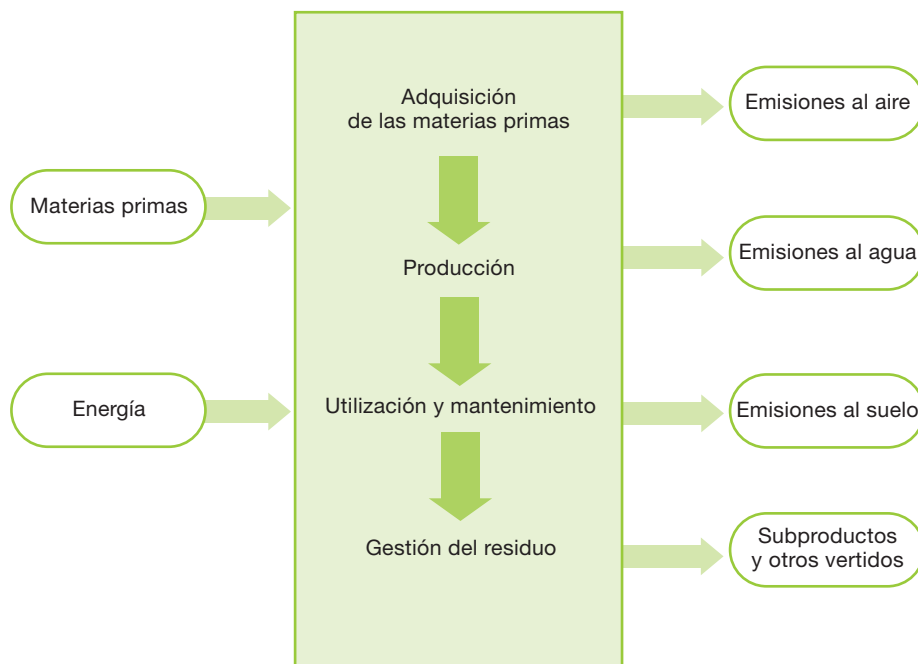 Materias primas
Energía
Adquisición
de las materias primas
Producción
Utilización y mantenimiento
Gestión del residuo
Emisiones al aire
Emisiones al agua
Emisiones al suelo
Subproductos
y otros vertidos